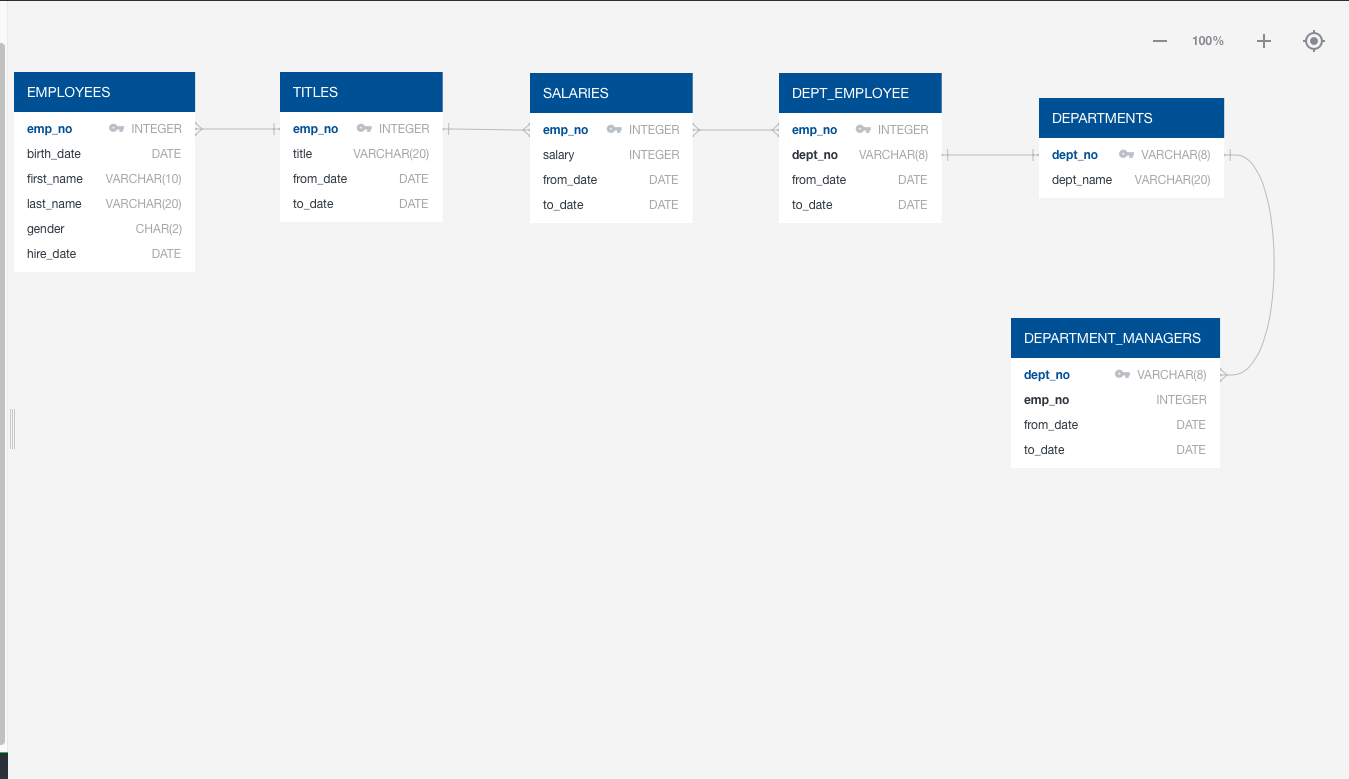 100%
EMPLOYEES
emp_no INTEGER
birth_date DATE
first_name VARCHAR(10)
last_name VARCHAR(20)
gender CHAR(2)
hire_date DATE
TITLES
emp_no INTEGER
title VARCHAR(20)
from_date DATE
to_date DATE
SALARIES
emp_no INTEGER
salary INTEGER
from_date DATE
to_date DATE
DEPT_EMPLOYEE
emp_no INTEGER
dept_no VARCHAR(8)
from_date DATE
to_date DATE
DEPARTMENTS
dept_no VARCHAR(8)
dept_name VARCHAR(20)
DEPARTMENT_MANAGERS
dept_no VARCHAR(8)
emp_no INTEGER
from_date DATE
to_date DATE